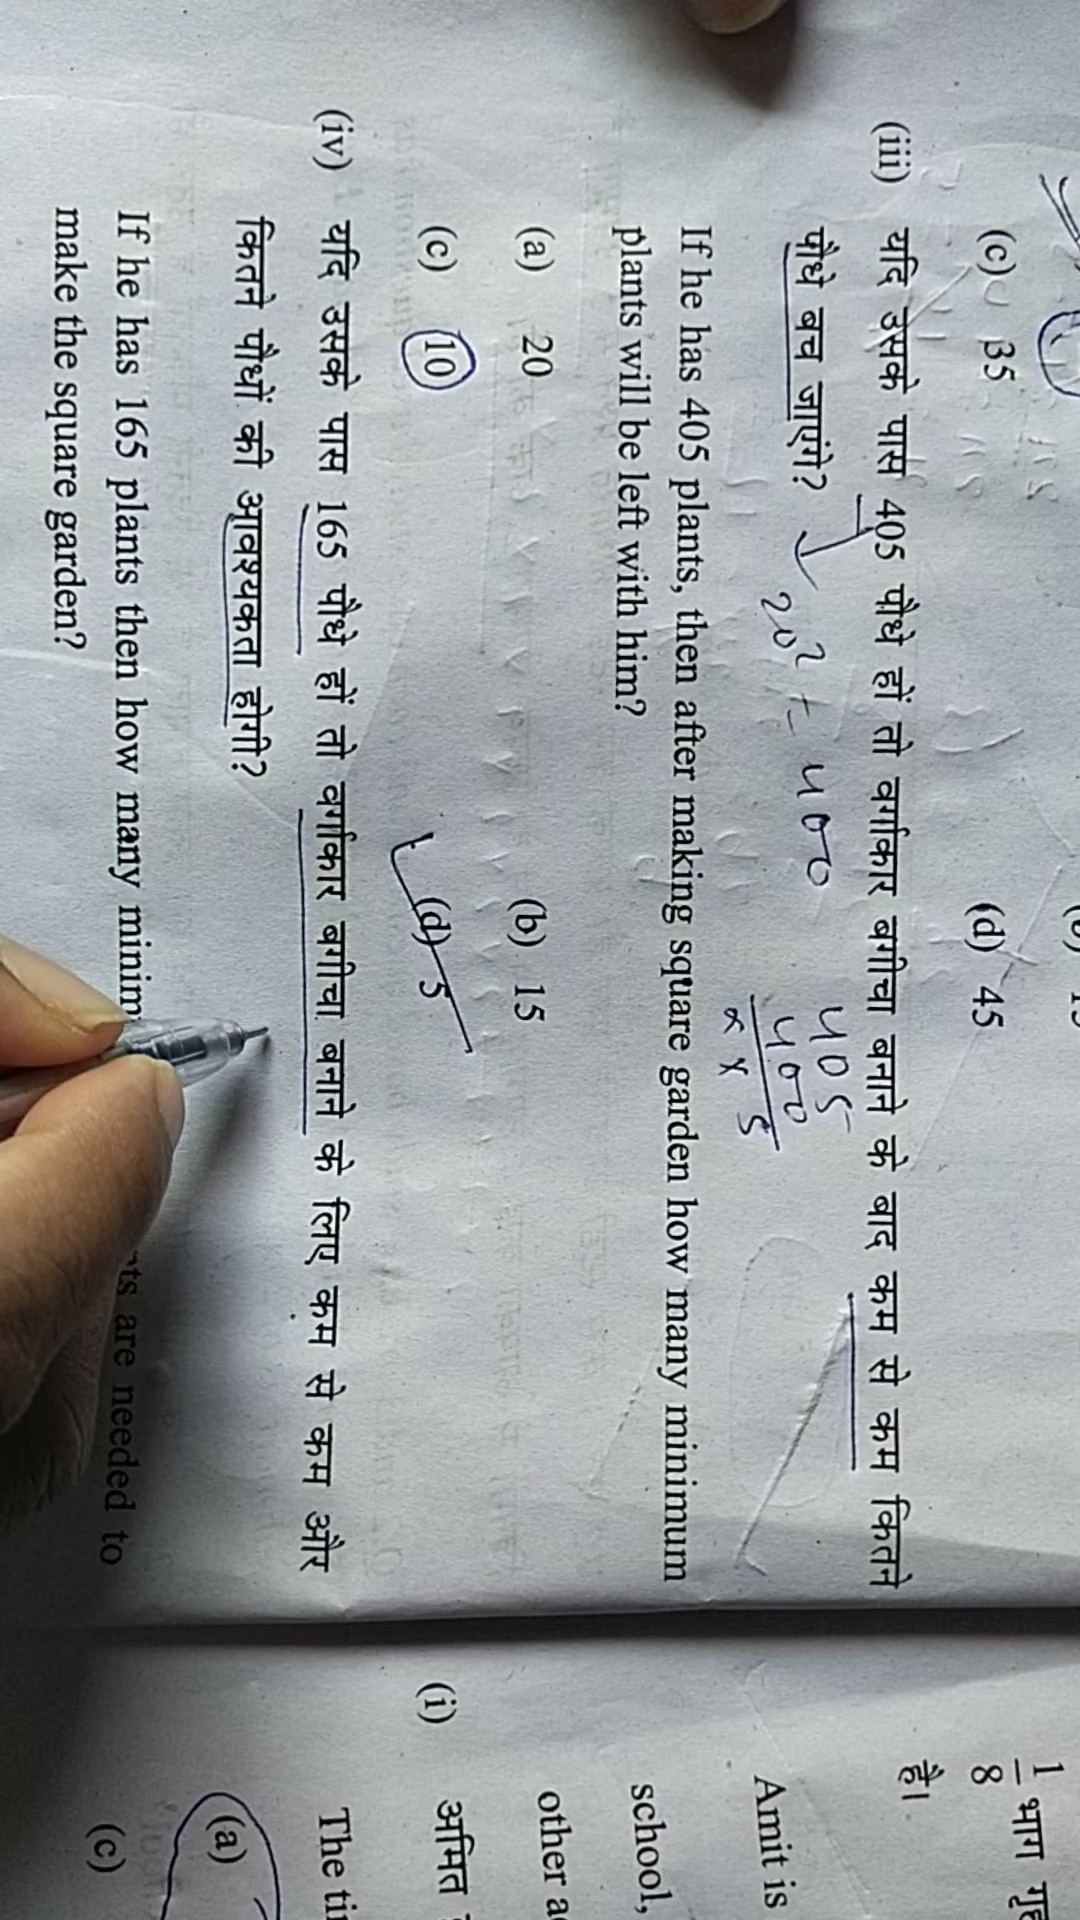 (c) 35
(d) 45
(iii) यदि उसके पास 405 पौधे हों तो वर्गाकार बगीचा बनाने के बाद कम से कम कितने
पौधे बच जाएंगे?
20² = 400
405
400
x x 5
If he has 405 plants, then after making square garden how many minimum
plants will be left with him?
(a) 20
(b) 15
(c) 10
(d) 5
(iv) यदि उसके पास 165 पौधे हों तो वर्गाकार बगीचा बनाने के लिए कम से कम और
कितने पौधों की आवश्यकता होगी?
If he has 165 plants then how many are needed to
make the square garden?
1/8 भाग
है।
Amit is
school,
other
(i) अमित
The
(a)
(c)